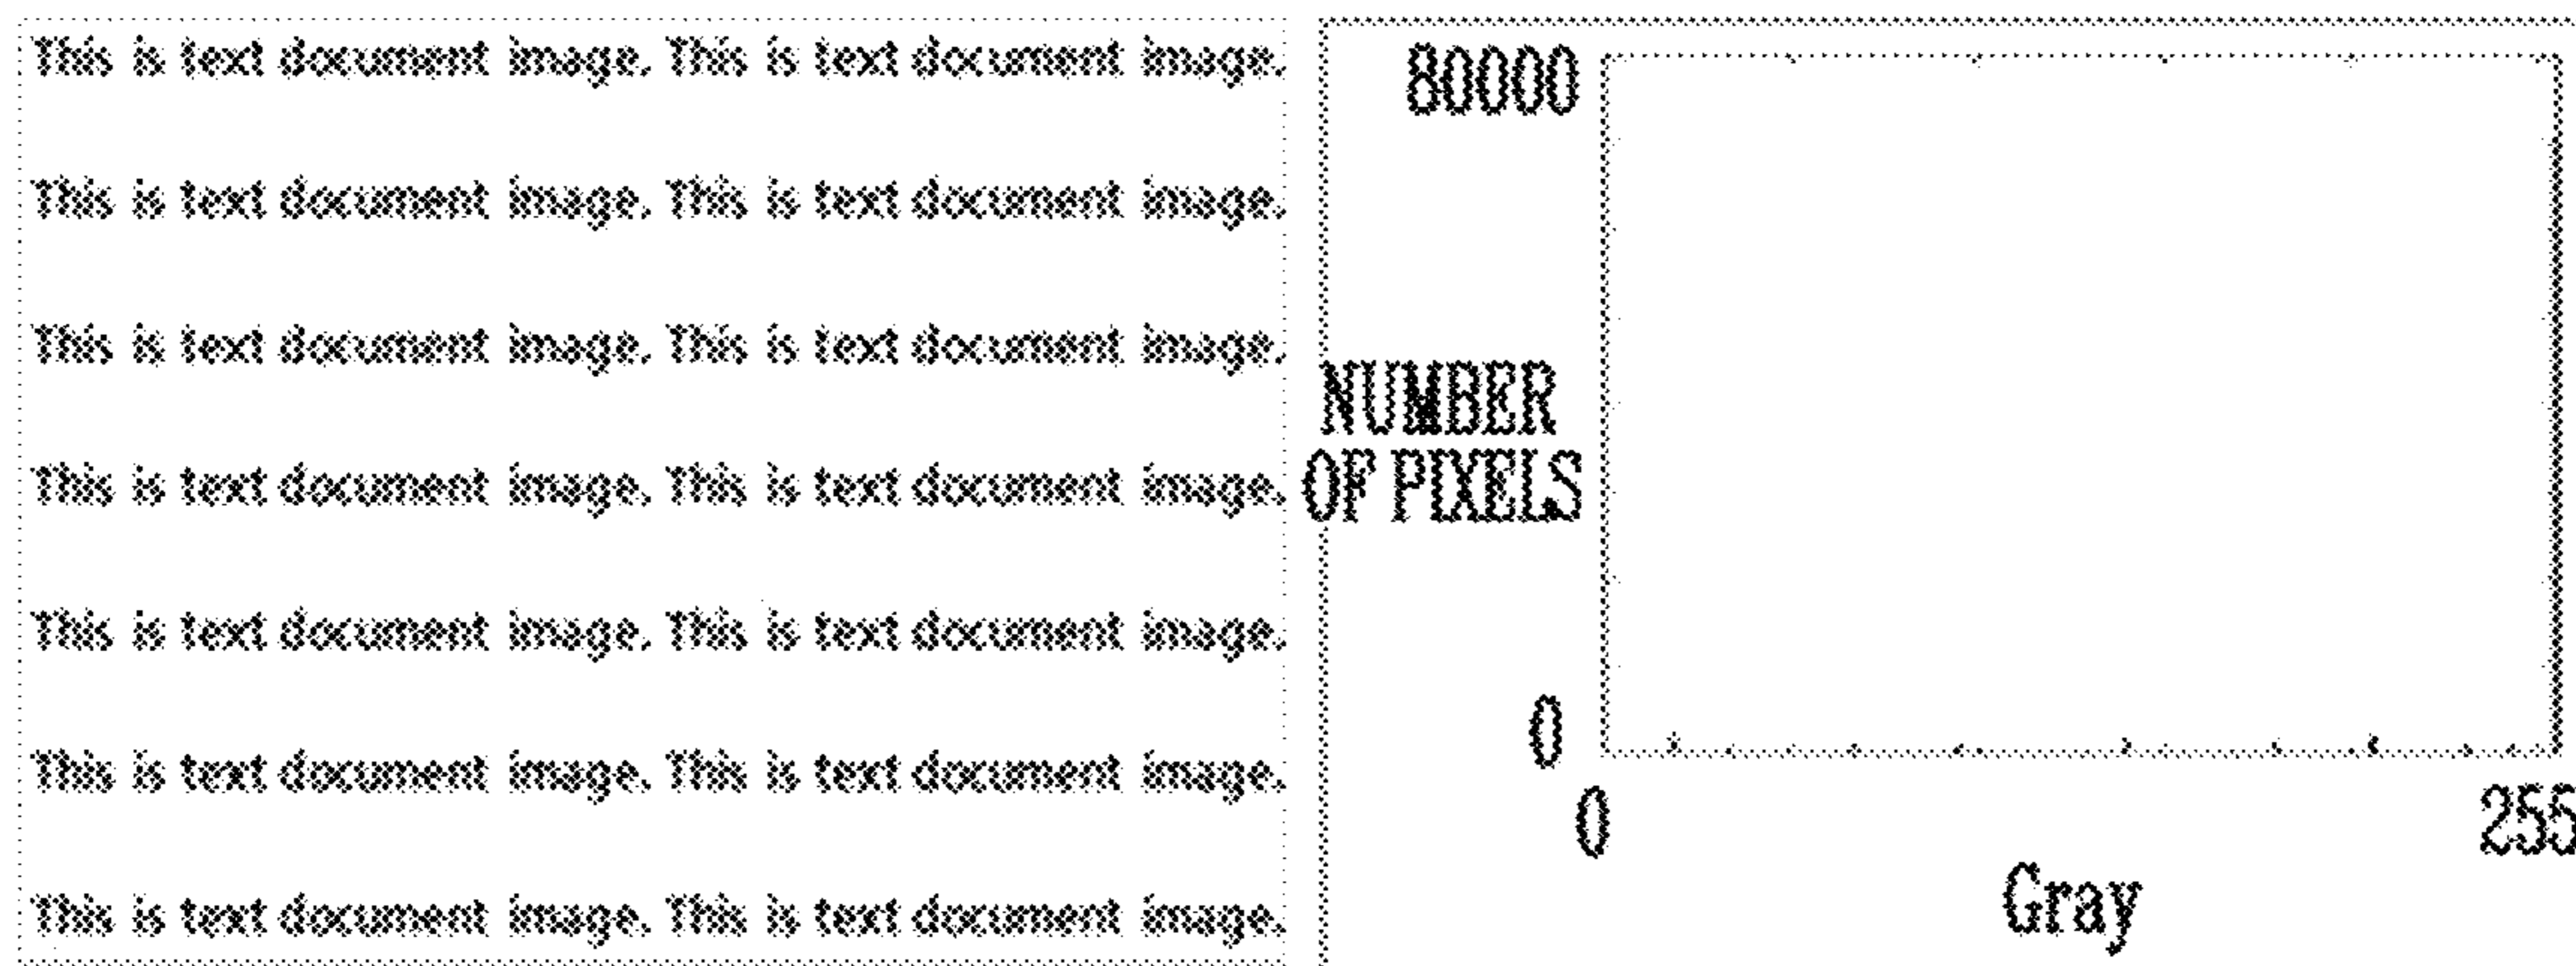 This is text document image. This is text document image.
This is text document image. This is text document image.
This is text document image. This is text document image.
This is text document image. This is text document image.
This is text document image. This is text document image.
This is text document image. This is text document image.
This is text document image. This is text document image.
80000
NUMBER
OF PIXELS
0
0 255
Gray